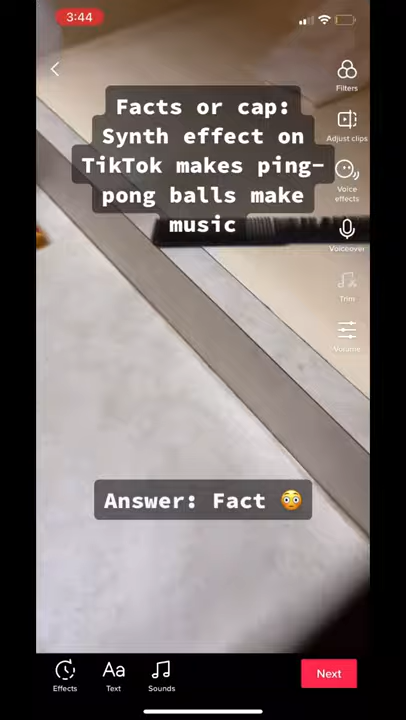 3:44
Filters
Facts or cap:
Synth effect on
TikTok makes ping-
pong balls make
music
Adjust clips
Voice
effects
Voiceover
Trim
Volume
Answer: Fact 😳
Effects
Aa
Text
Sounds
Next